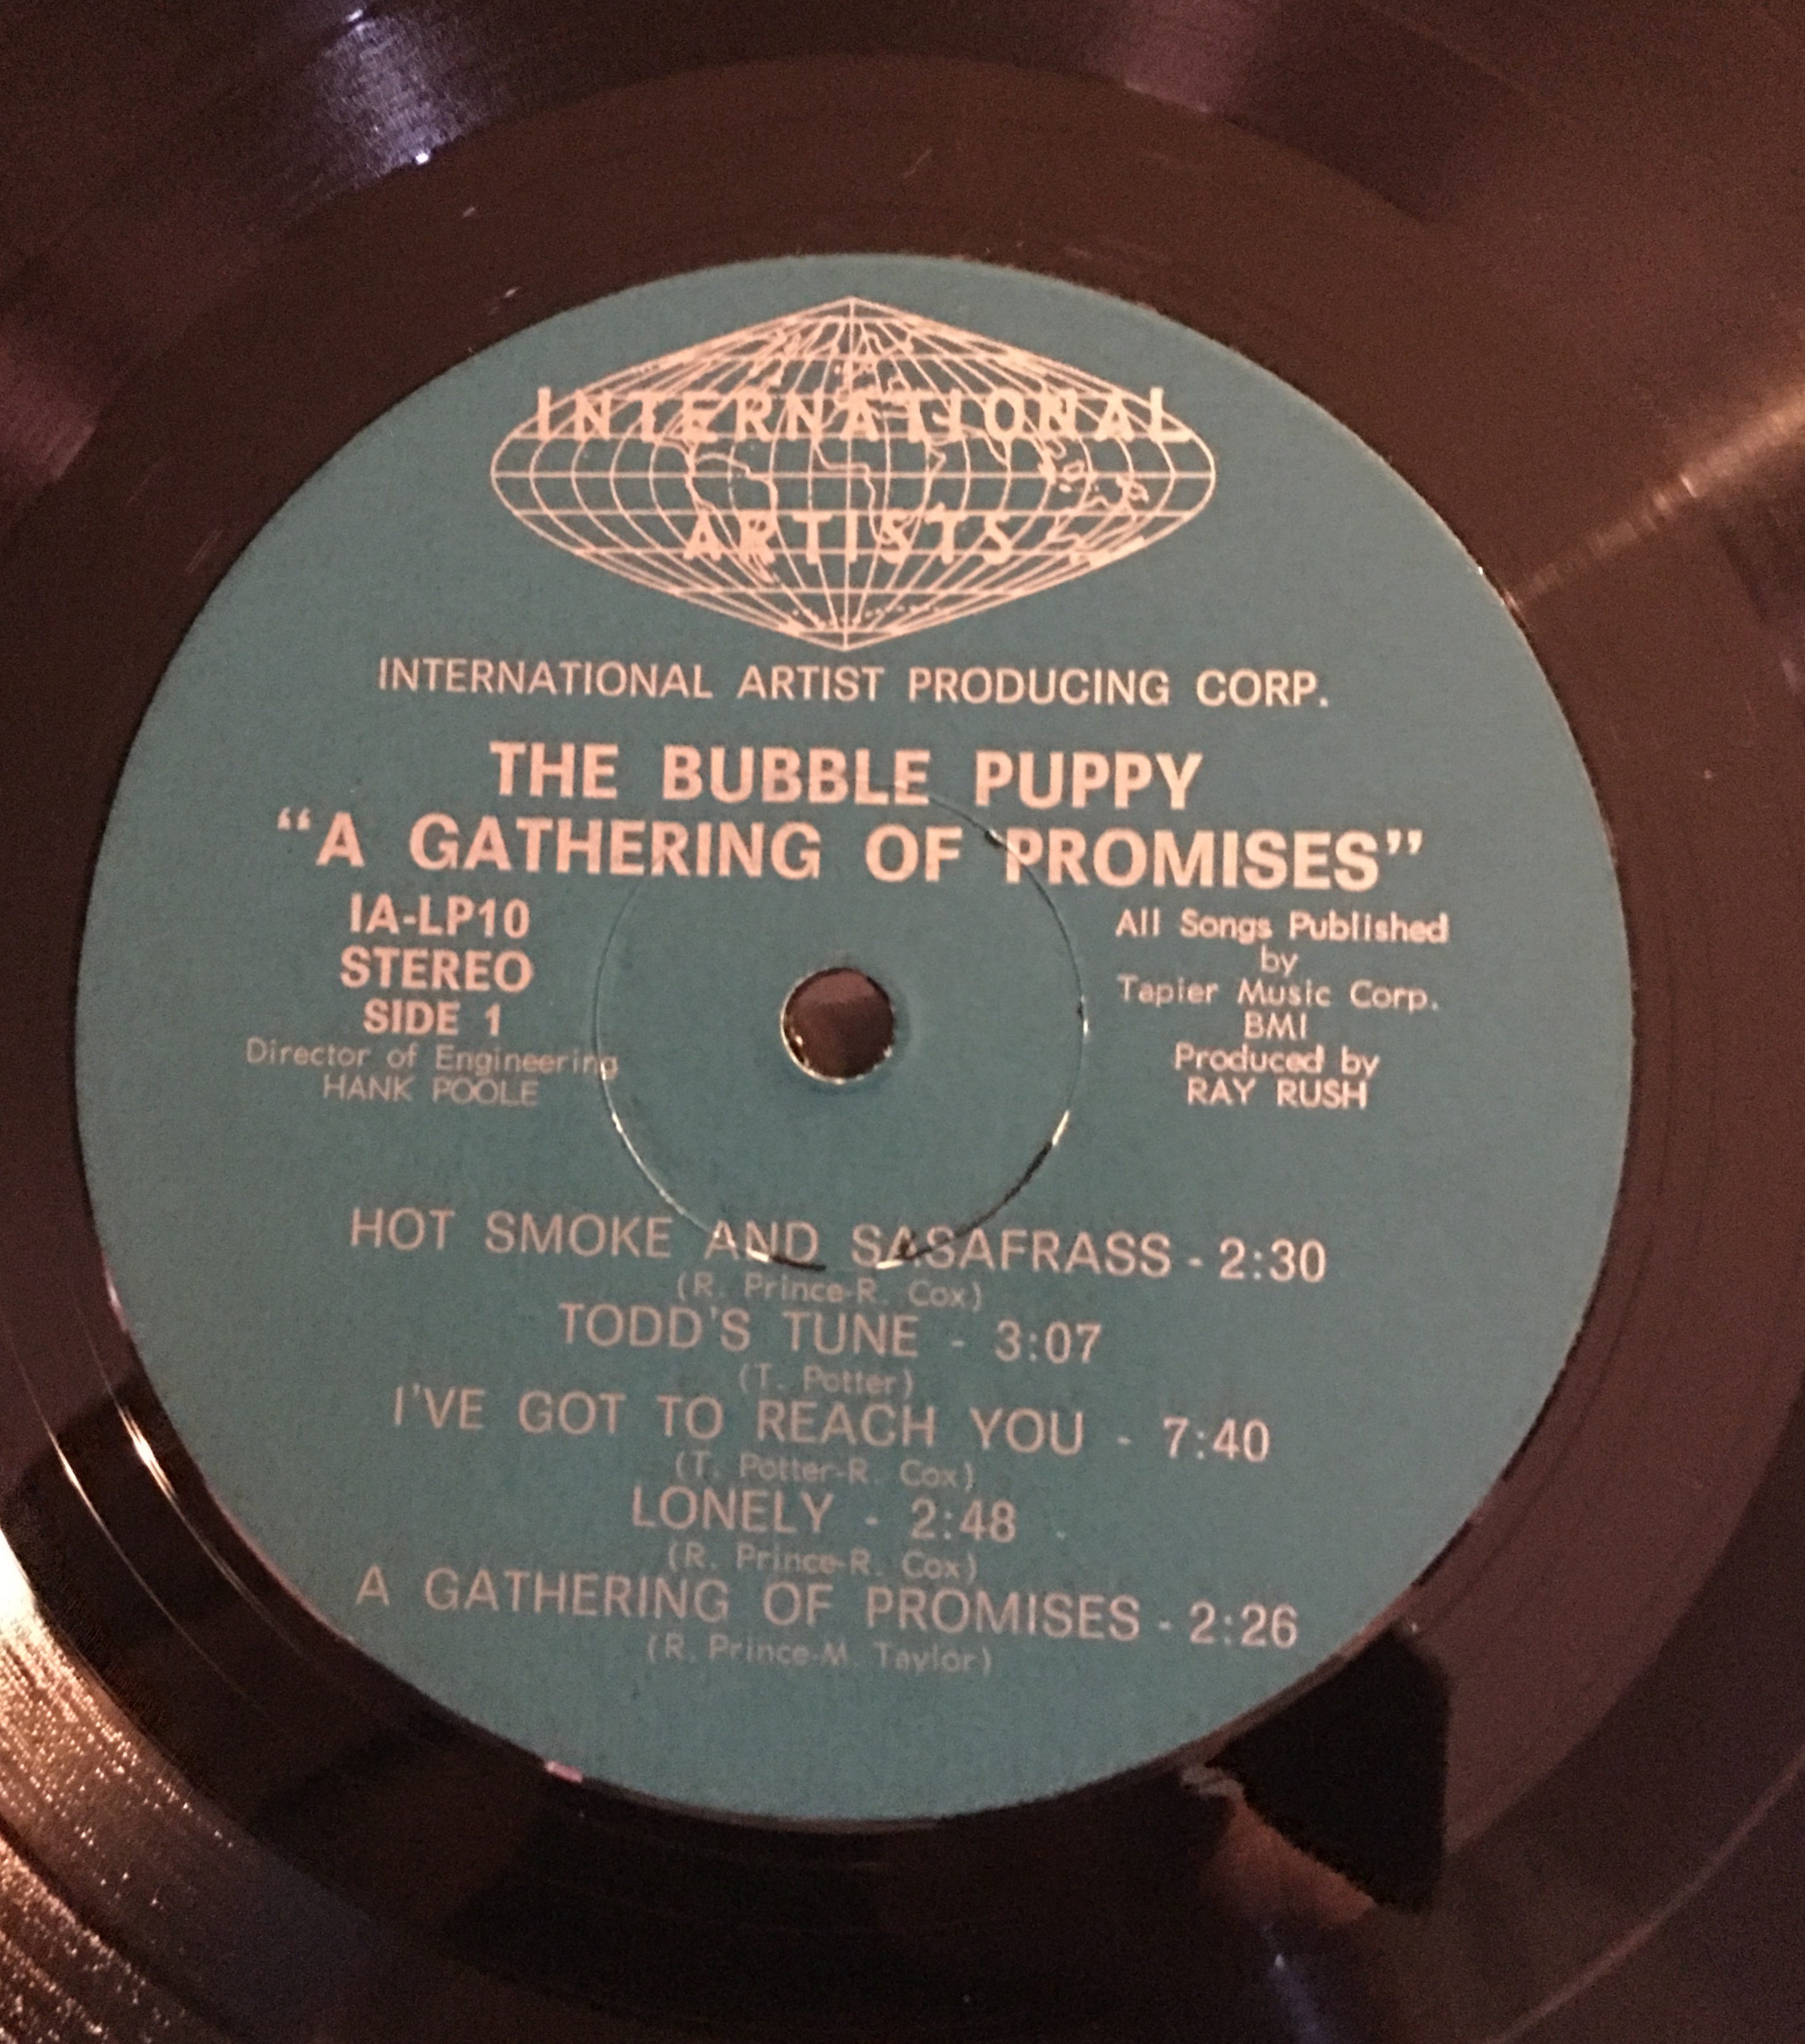 INTERNATIONAL
ARTISTS
INTERNATIONAL ARTIST PRODUCING CORP.
THE BUBBLE PUPPY
“A GATHERING OF PROMISES”
IA-LP10
STEREO
SIDE 1
Director of Engineering
HANK POOLE
All Songs Published
by
Tapier Music Corp.
BMI
Produced by
RAY RUSH
HOT SMOKE AND SASAFRASS - 2:30
(R. Prince-R. Cox)
TODD'S TUNE - 3:07
(T. Potter)
I'VE GOT TO REACH YOU - 7:40
(T. Potter-R. Cox)
LONELY - 2:48
(R. Prince-R. Cox)
A GATHERING OF PROMISES - 2:26
(R. Prince-M. Taylor)